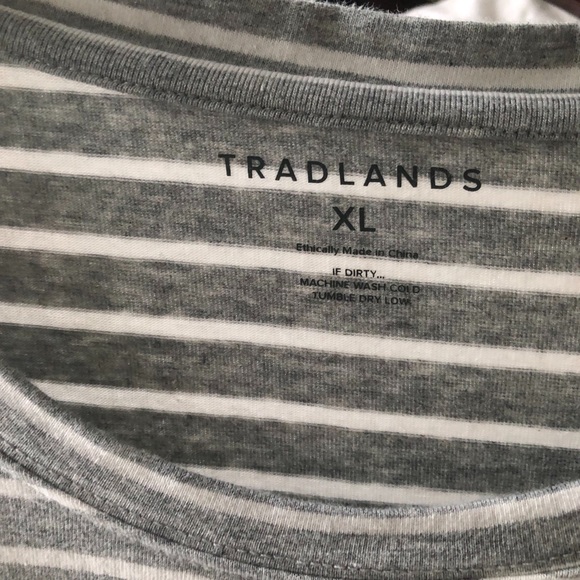 TRADLANDS
XL
Ethically Made in China
IF DIRTY...
MACHINE WASH COLD
TUMBLE DRY LOW